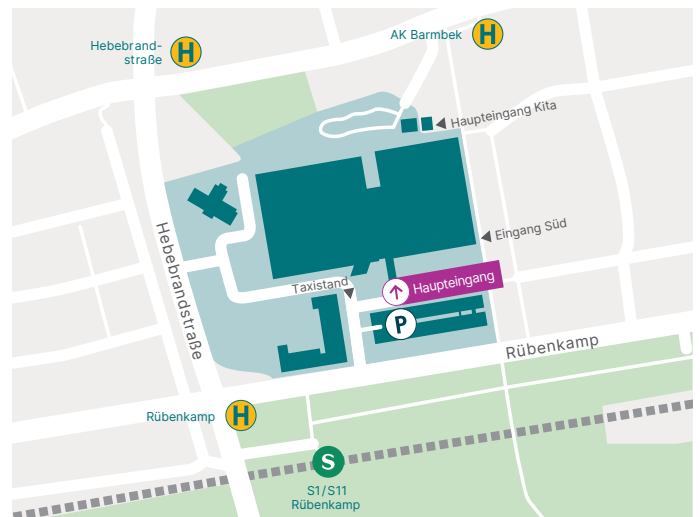 AK Barmbek
H
Hebebrand-
straße
H
Haupteingang Kita
Eingang Süd
Hebebrandstraße
Taxistand
Haupteingang
P
Rübenkamp
Rübenkamp
H
S
S1/S11
Rübenkamp